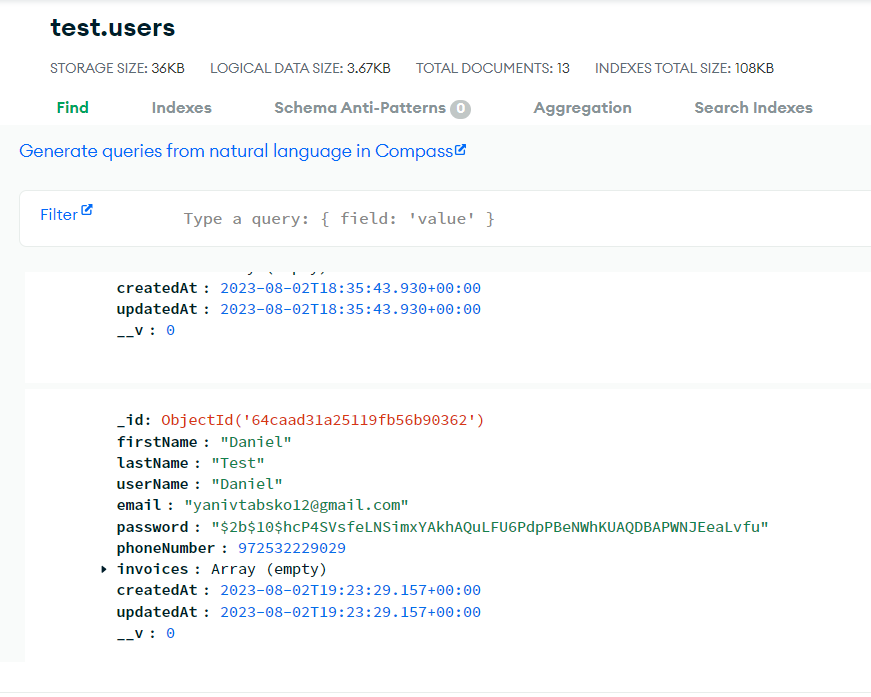 test.users
STORAGE SIZE: 36KB LOGICAL DATA SIZE: 3.67KB TOTAL DOCUMENTS: 13 INDEXES TOTAL SIZE: 108KB
Find Indexes Schema Anti-Patterns 0 Aggregation Search Indexes
Generate queries from natural language in Compass
Filter Type a query: { field: 'value' }
createdAt : 2023-08-02T18:35:43.930+00:00
updatedAt : 2023-08-02T18:35:43.930+00:00
__v : 0
_id: ObjectId('64caad31a25119fb56b90362')
firstName : "Daniel"
lastName : "Test"
userName : "Daniel"
email : "yanivtabsko12@gmail.com"
password : "$2b$10$hcP4SVsfeLNSimxYAkhAQuLFU6PdpPBeNWhKUAQDBAPWNJEeaLvfu"
phoneNumber : 972532229029
invoices : Array (empty)
createdAt : 2023-08-02T19:23:29.157+00:00
updatedAt : 2023-08-02T19:23:29.157+00:00
__v : 0